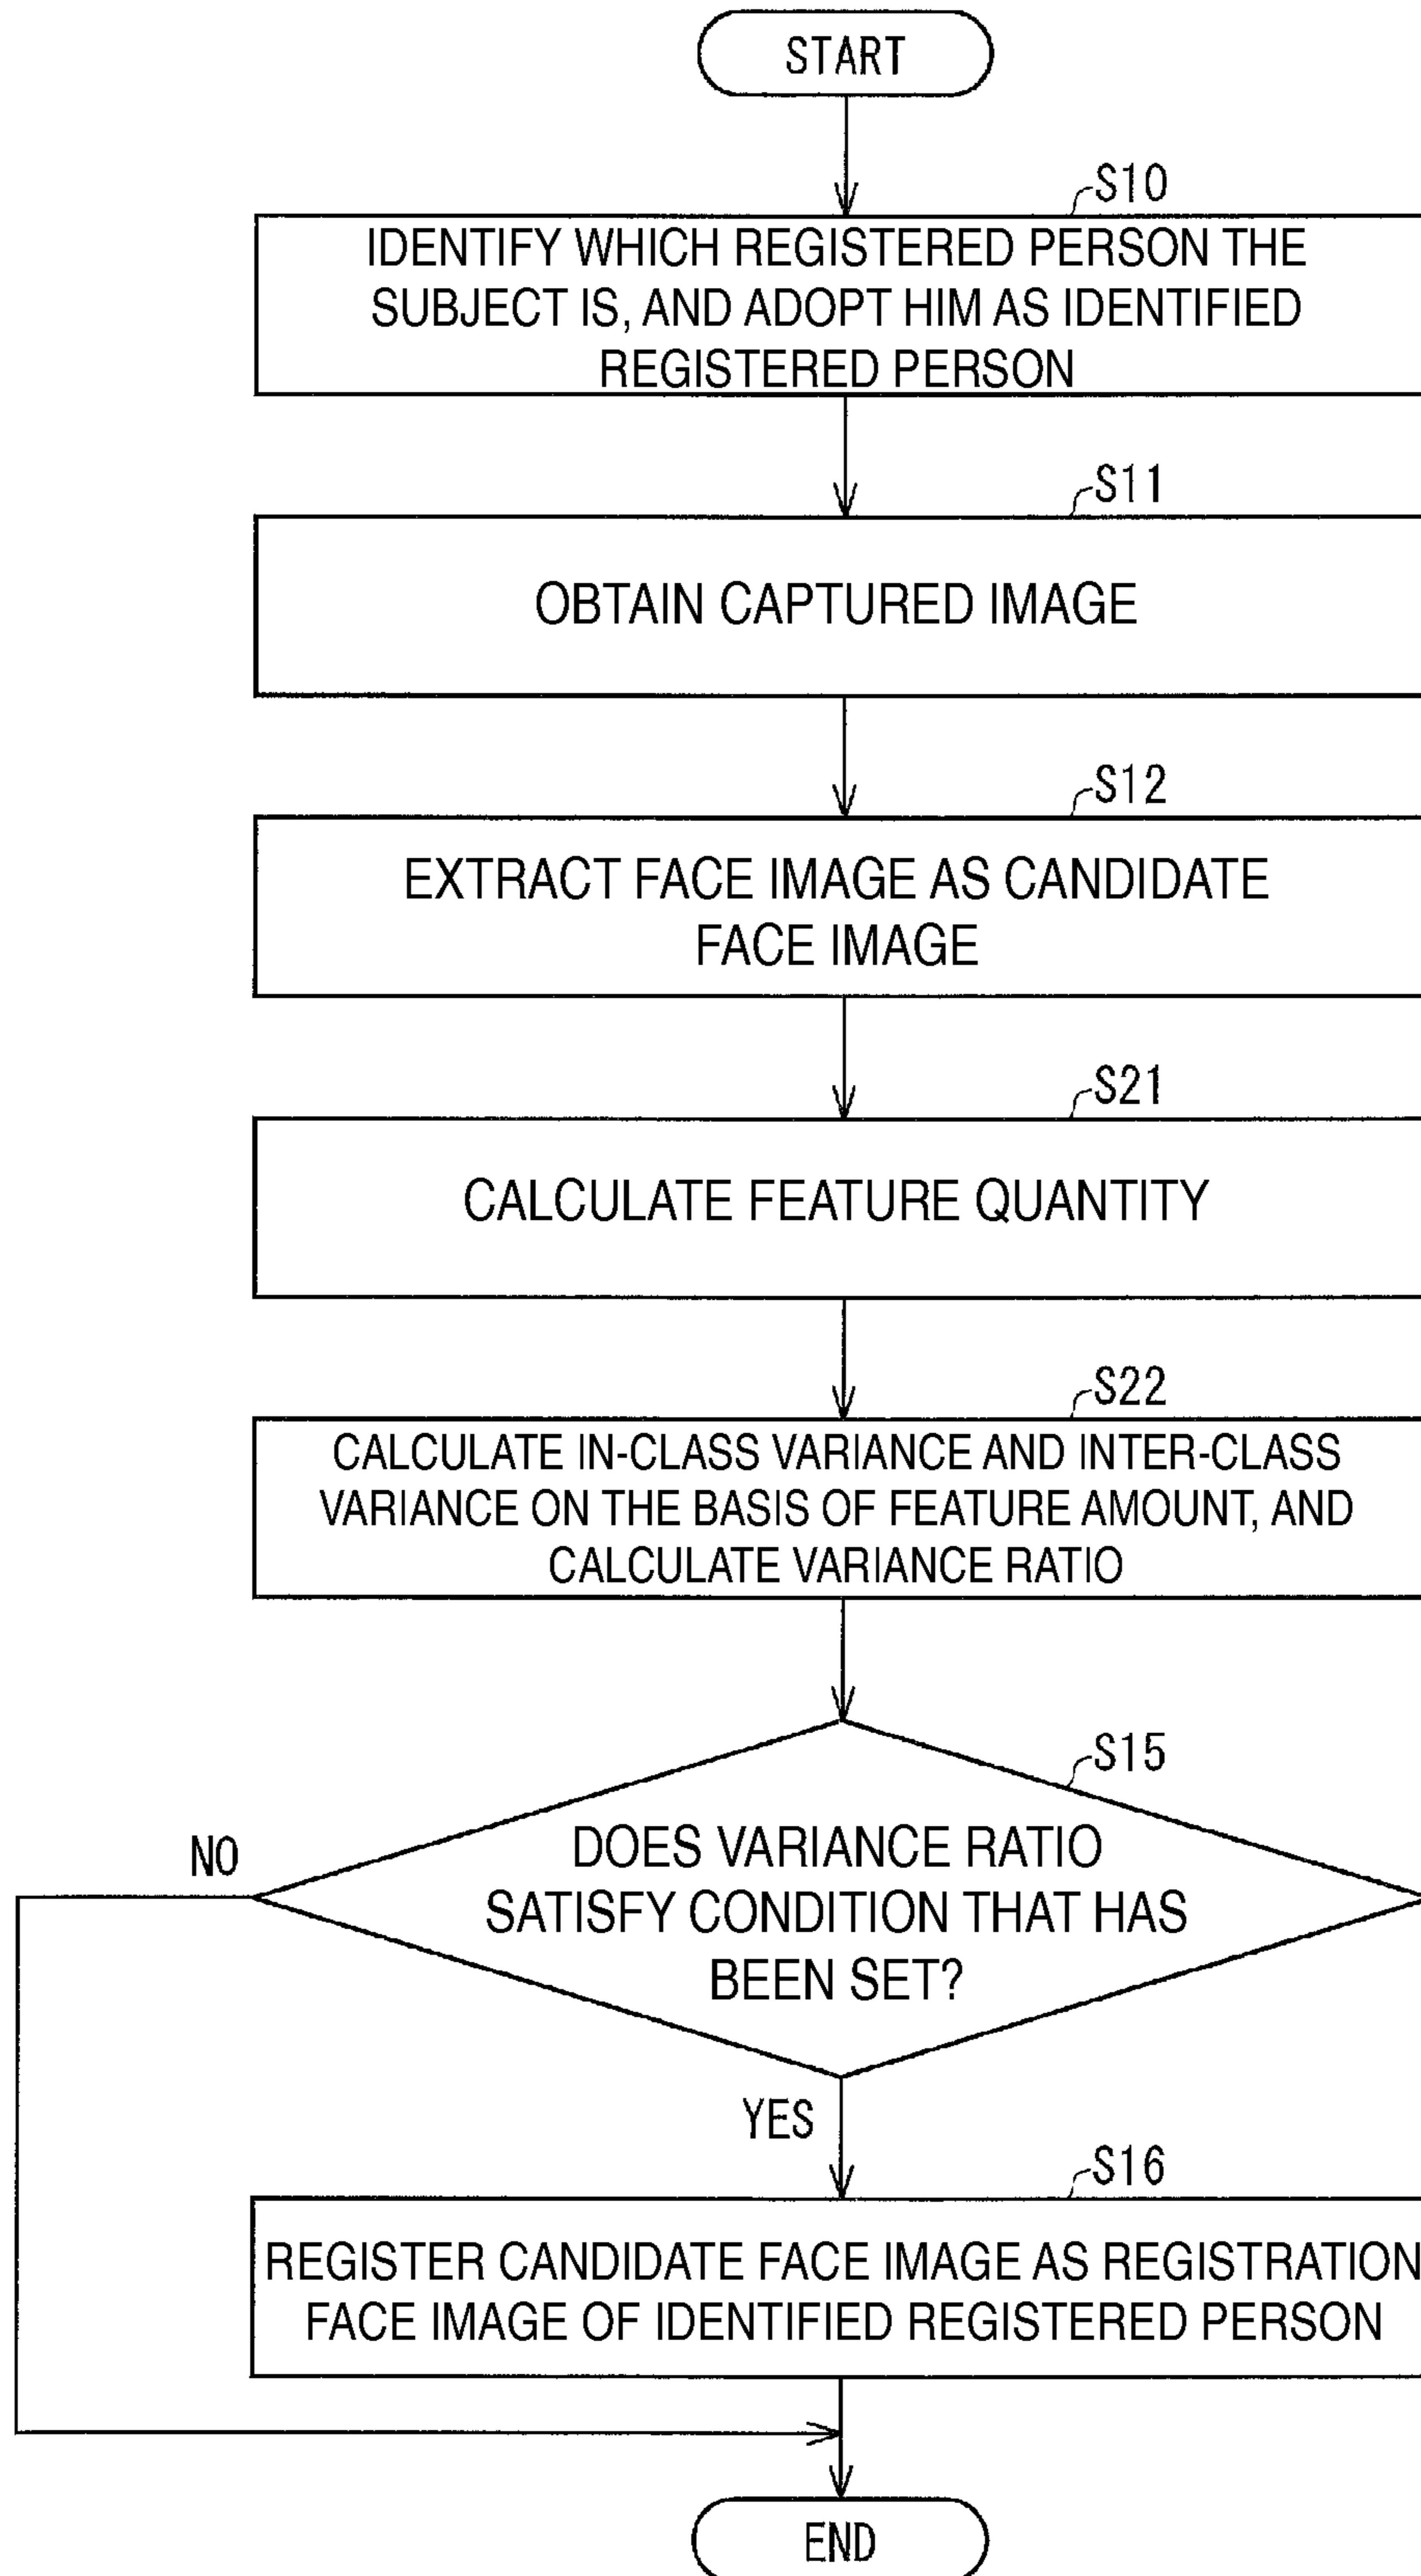 START
S10
IDENTIFY WHICH REGISTERED PERSON THE
SUBJECT IS, AND ADOPT HIM AS IDENTIFIED
REGISTERED PERSON
S11
OBTAIN CAPTURED IMAGE
S12
EXTRACT FACE IMAGE AS CANDIDATE
FACE IMAGE
S21
CALCULATE FEATURE QUANTITY
S22
CALCULATE IN-CLASS VARIANCE AND INTER-CLASS
VARIANCE ON THE BASIS OF FEATURE AMOUNT, AND
CALCULATE VARIANCE RATIO
S15
NO
DOES VARIANCE RATIO
SATISFY CONDITION THAT HAS
BEEN SET?
YES
S16
REGISTER CANDIDATE FACE IMAGE AS REGISTRATION
FACE IMAGE OF IDENTIFIED REGISTERED PERSON
END